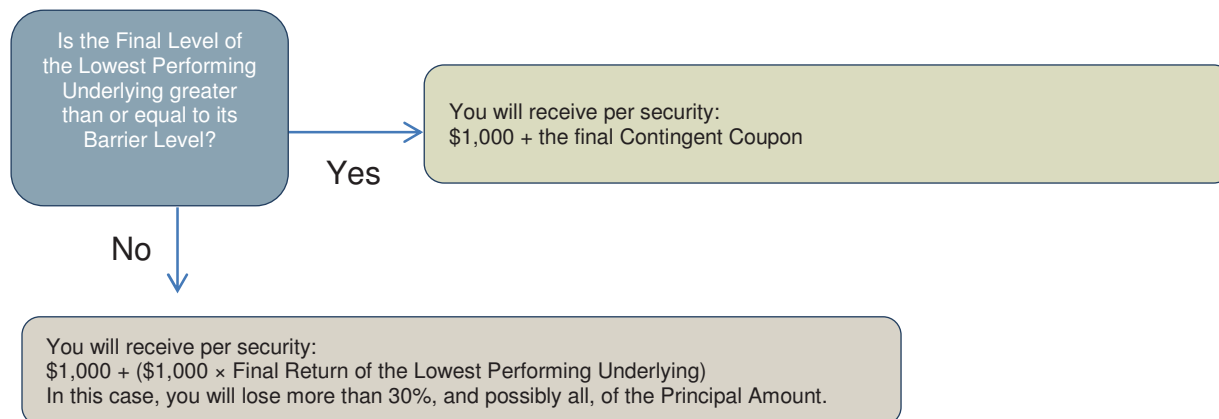 Is the Final Level of
the Lowest Performing
Underlying greater
than or equal to its
Barrier Level?
Yes
You will receive per security:
$1,000 + the final Contingent Coupon
No
You will receive per security:
$1,000 + ($1,000 × Final Return of the Lowest Performing Underlying)
In this case, you will lose more than 30%, and possibly all, of the Principal Amount.